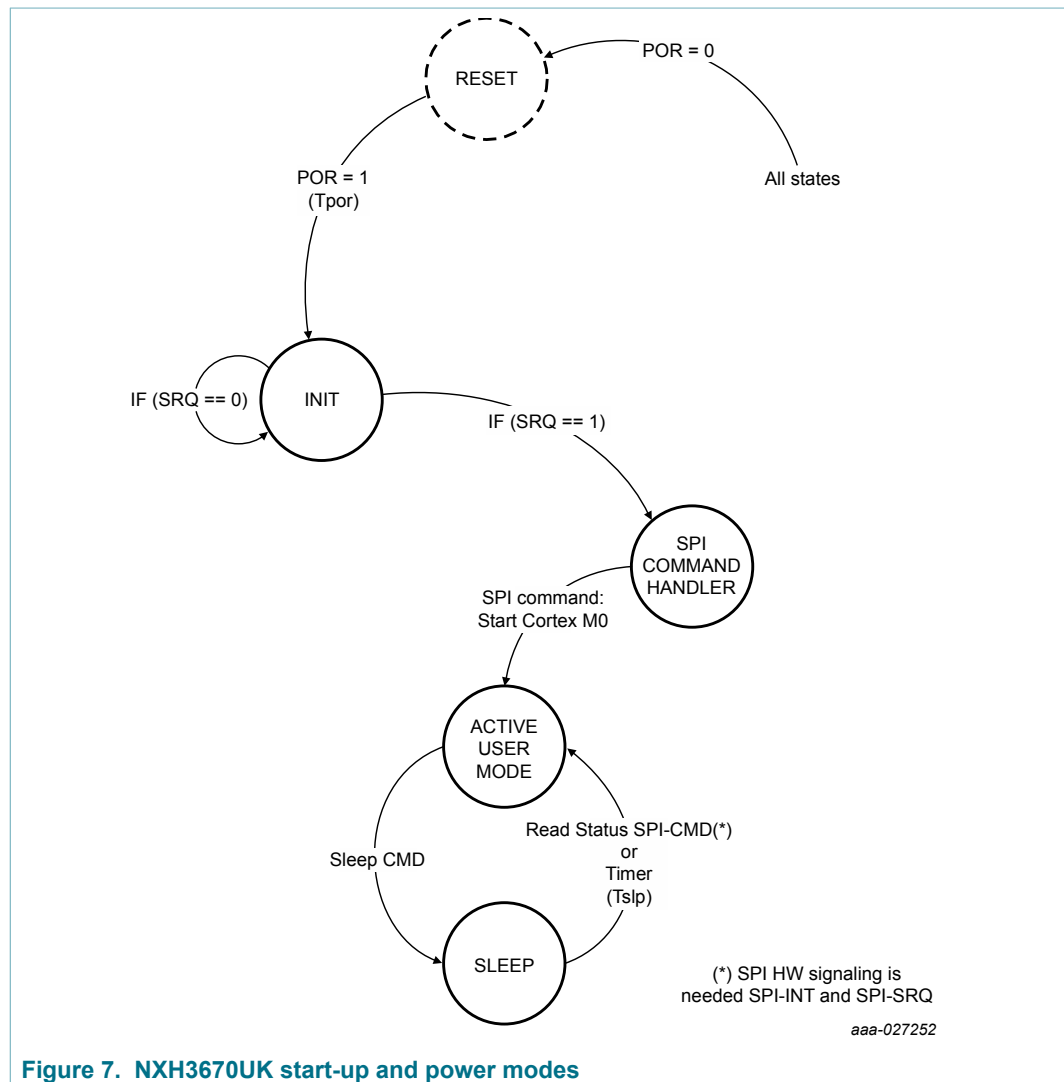 POR = 0
RESET
POR = 1
(Tpor)
All states
IF (SRQ == 0)
INIT
IF (SRQ == 1)
SPI
COMMAND
HANDLER
SPI command:
Start Cortex M0
ACTIVE
USER
MODE
Read Status SPI-CMD(*)
or
Timer
(Tslp)
Sleep CMD
SLEEP
(*) SPI HW signaling is
needed SPI-INT and SPI-SRQ
aaa-027252
Figure 7. NXH3670UK start-up and power modes